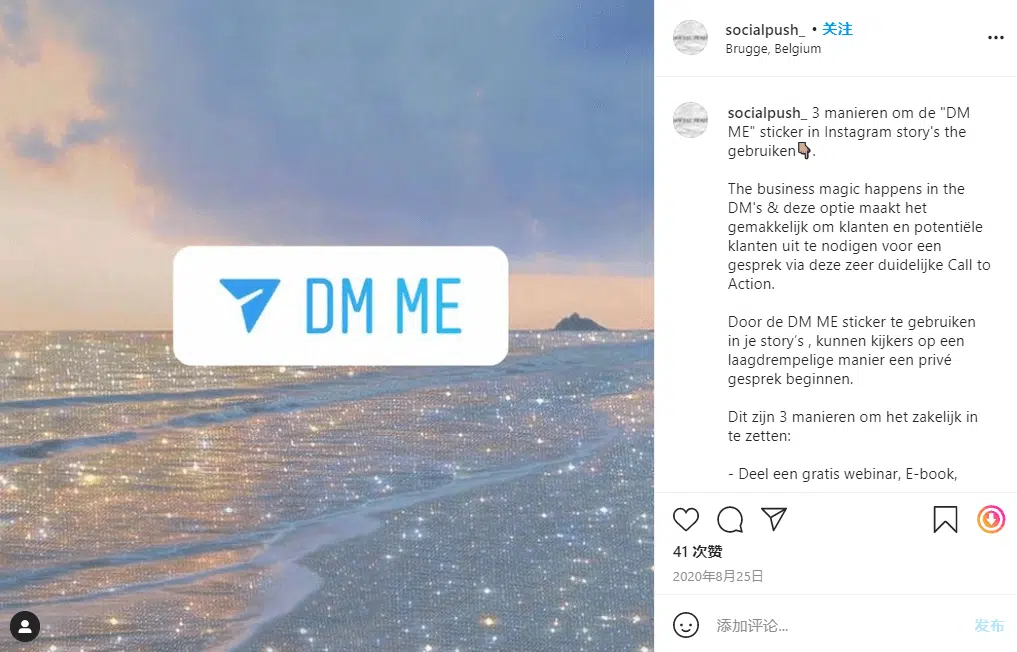 DM ME
socialpush_ • 关注
Brugge, Belgium
socialpush_ 3 manieren om de "DM
ME" sticker in Instagram story's the
gebruiken👇🏽.
The business magic happens in the
DM's & deze optie maakt het
gemakkelijk om klanten en potentiële
klanten uit te nodigen voor een
gesprek via deze zeer duidelijke Call to
Action.
Door de DM ME sticker te gebruiken
in je story’s , kunnen kijkers op een
laagdrempelige manier een privé
gesprek beginnen.
Dit zijn 3 manieren om het zakelijk in
te zetten:
- Deel een gratis webinar, E-book,
41 次赞
2020年8月25日
添加评论...
发布